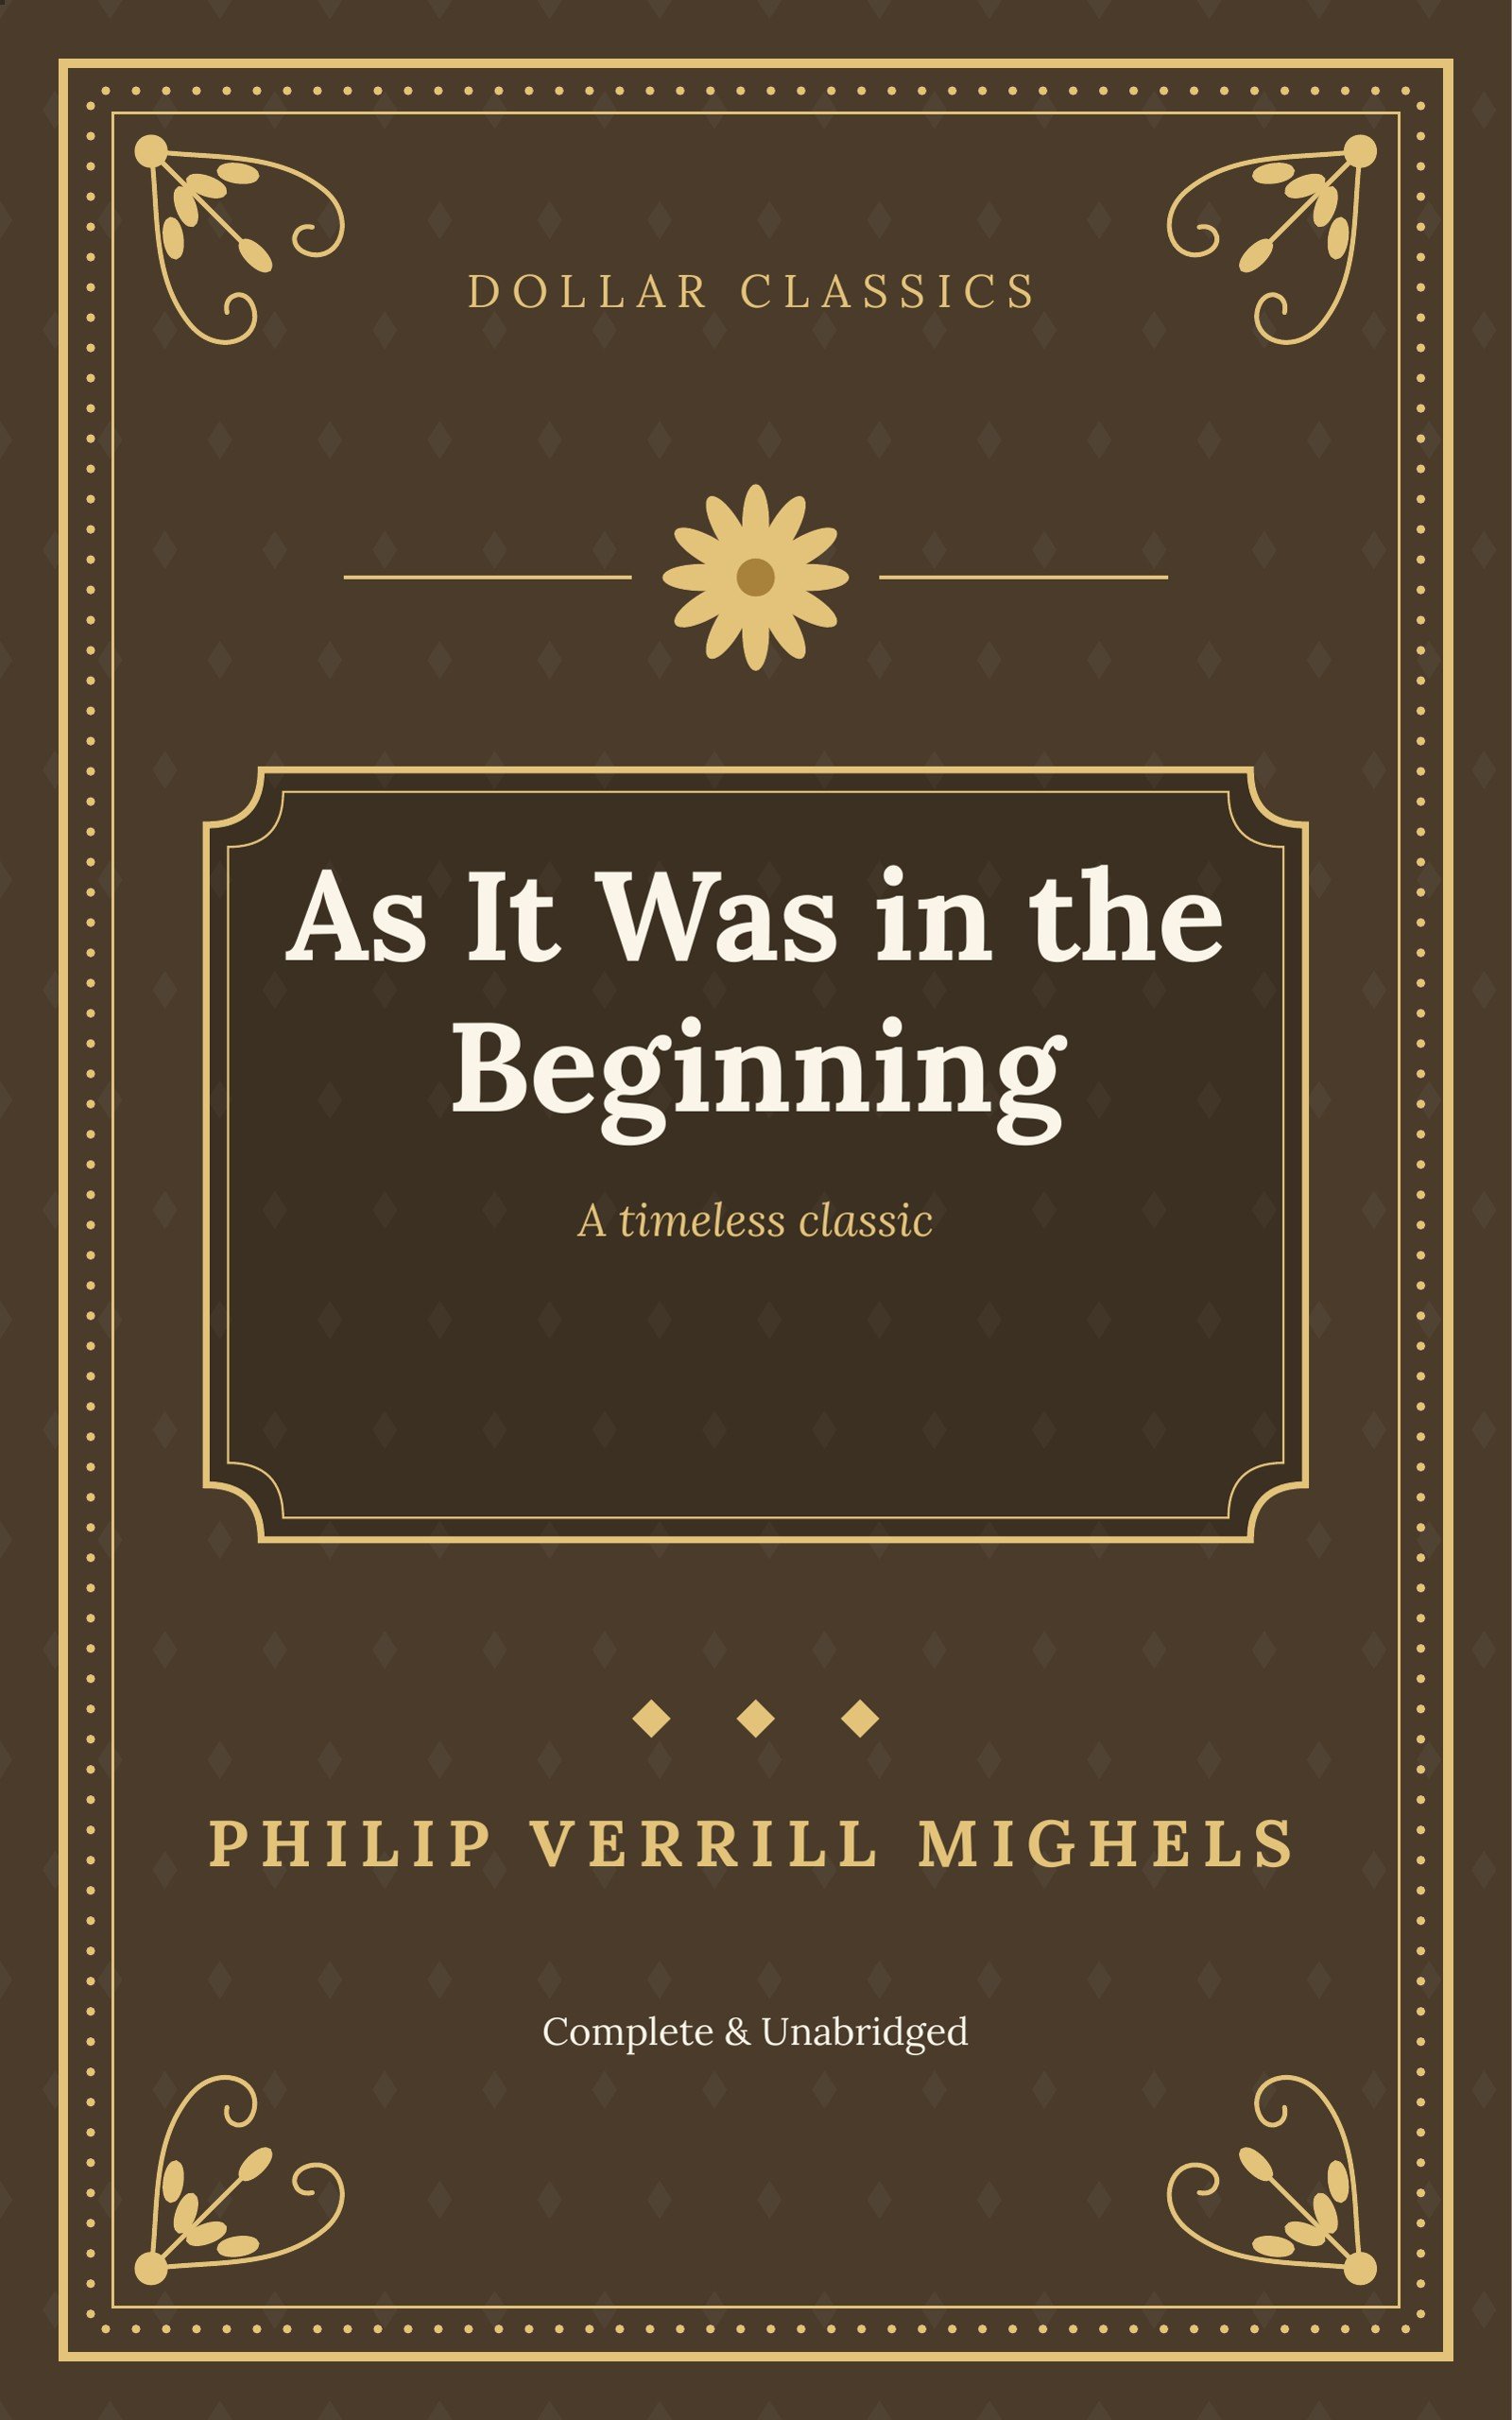 DOLLAR CLASSICS
As It Was in the
Beginning
A timeless classic
PHILIP VERRILL MIGHELS
Complete & Unabridged